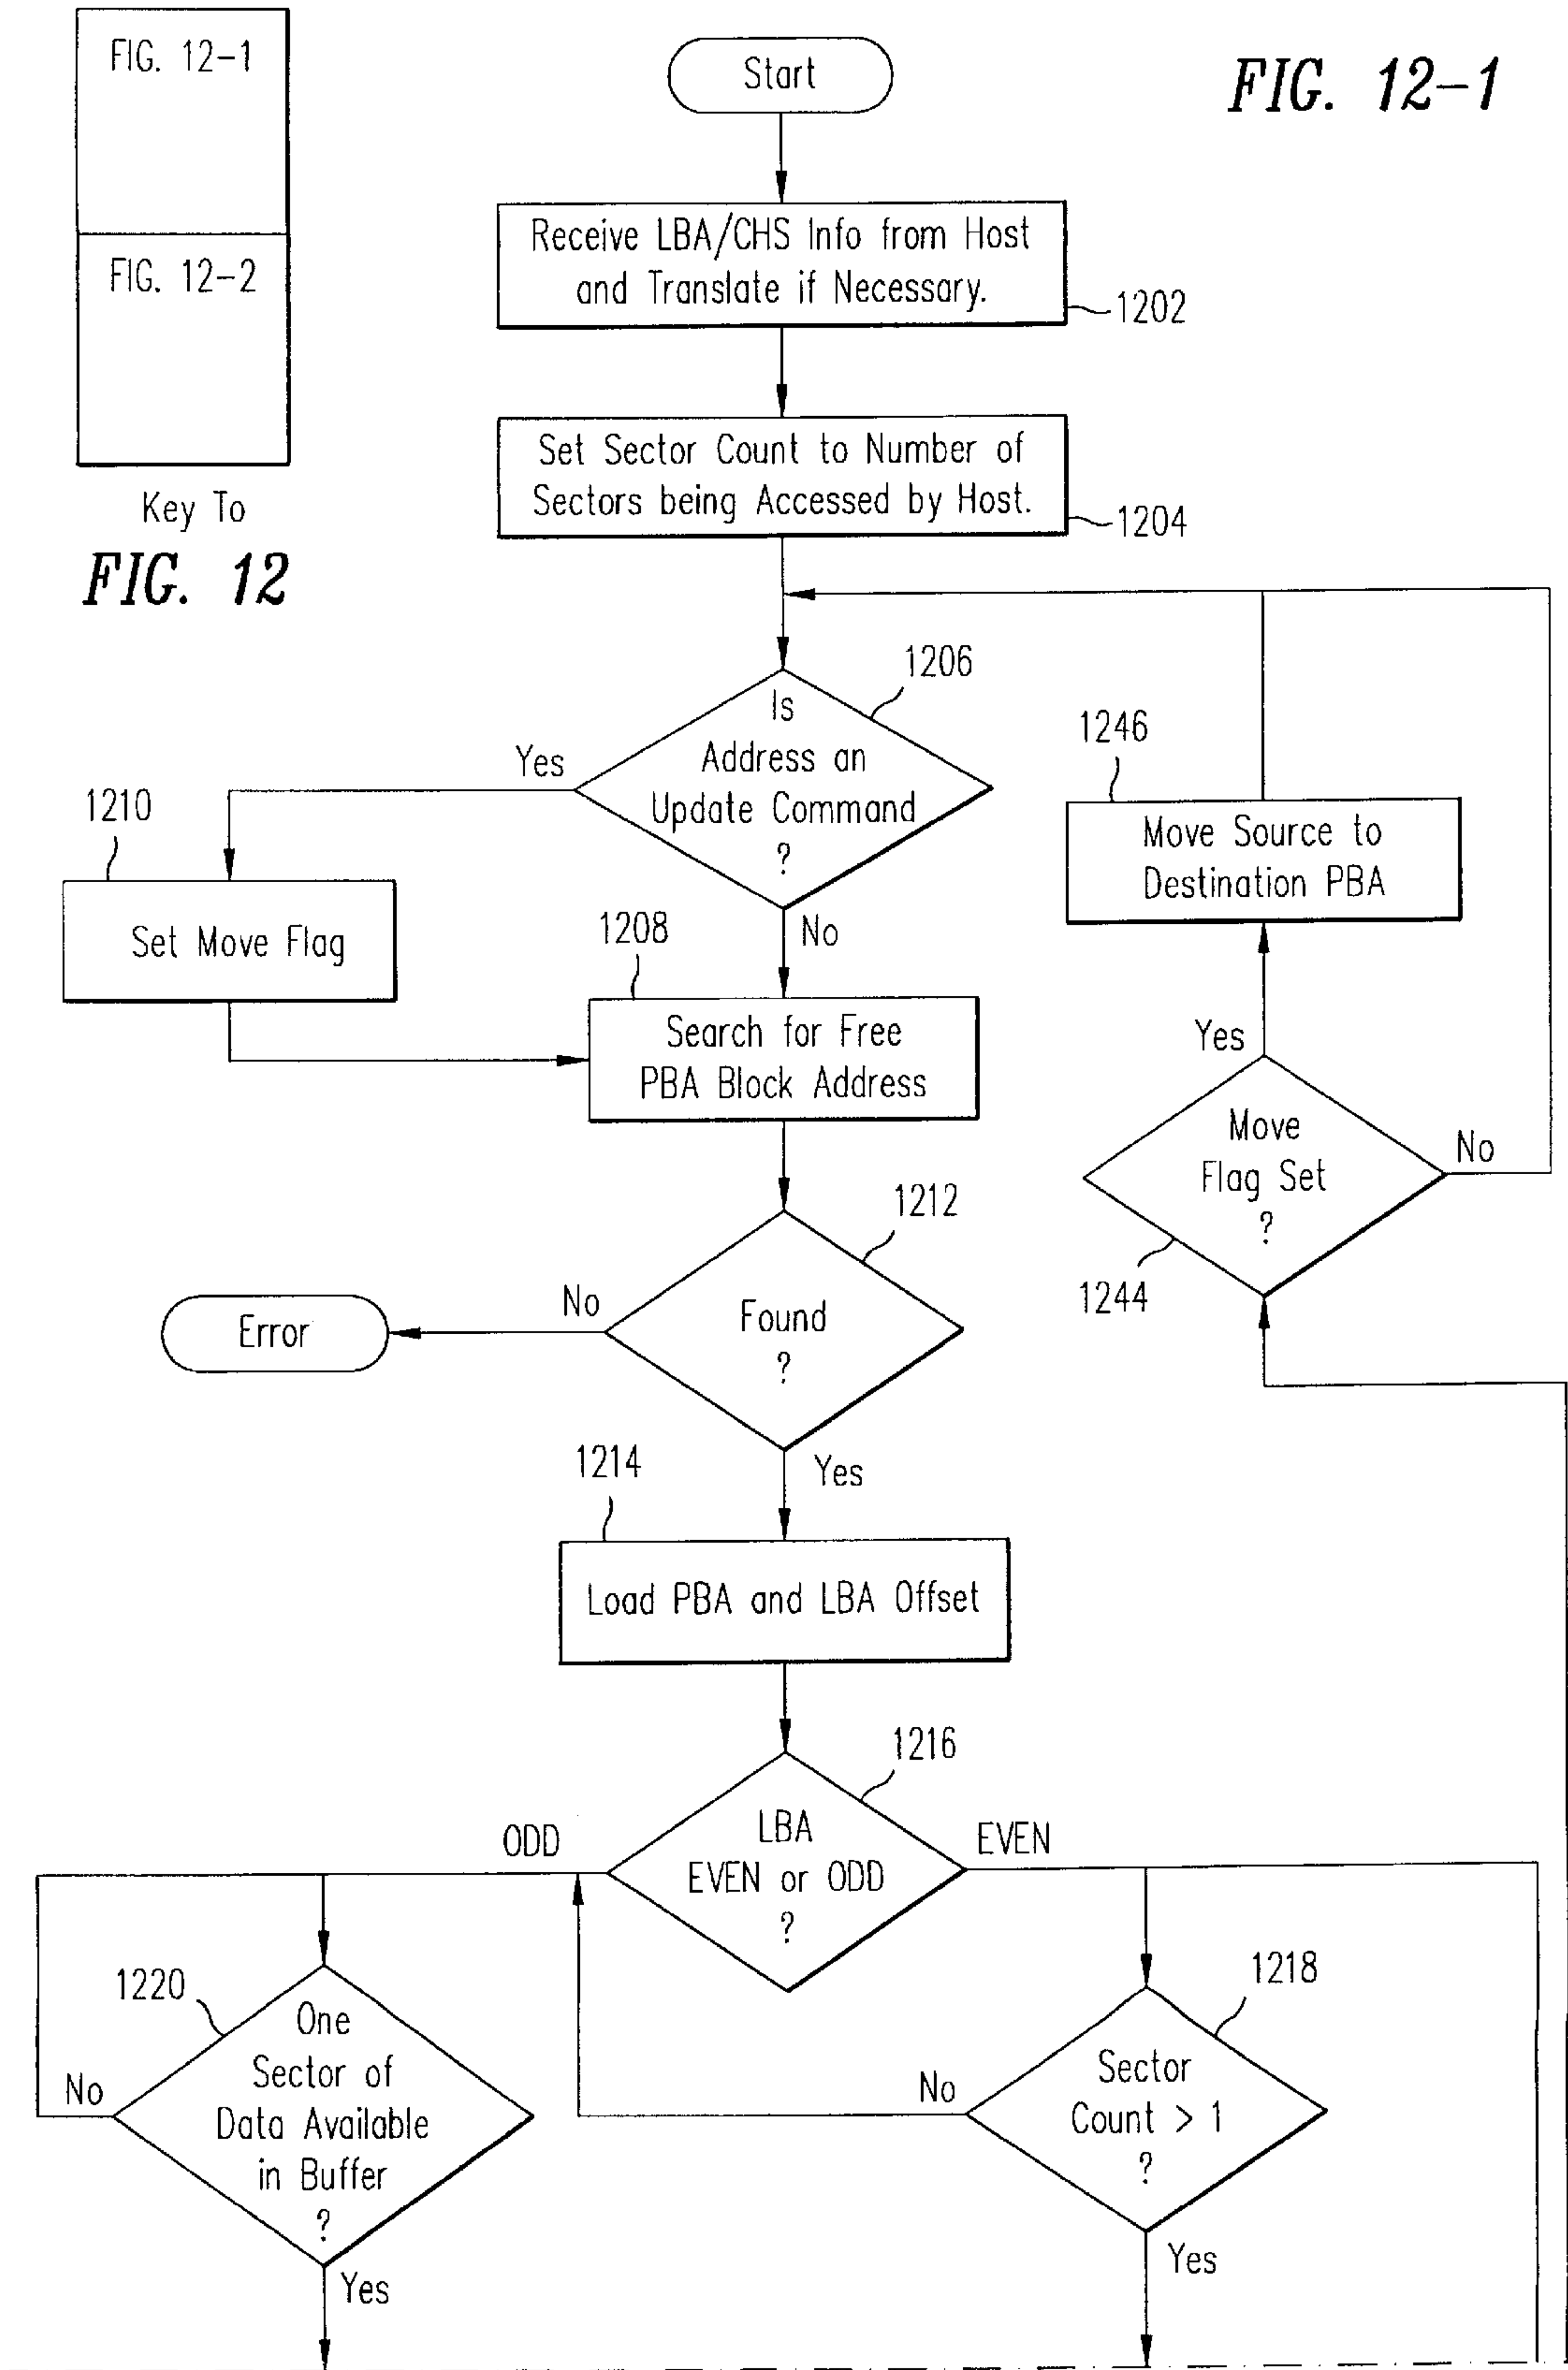 FIG. 12-1
FIG. 12-2
Key To
FIG. 12
FIG. 12-1
Start
Receive LBA/CHS Info from Host
and Translate if Necessary.
1202
Set Sector Count to Number of
Sectors being Accessed by Host.
1204
1206
Is
Address an
Update Command
?
Yes
No
1210
Set Move Flag
1208
Search for Free
PBA Block Address
1246
Move Source to
Destination PBA
Yes
Move
Flag Set
?
No
1244
1212
Found
?
No
Error
Yes
1214
Load PBA and LBA Offset
1216
LBA
EVEN or ODD
?
ODD
EVEN
1220
One
Sector of
Data Available
in Buffer
?
No
Yes
1218
Sector
Count > 1
?
No
Yes